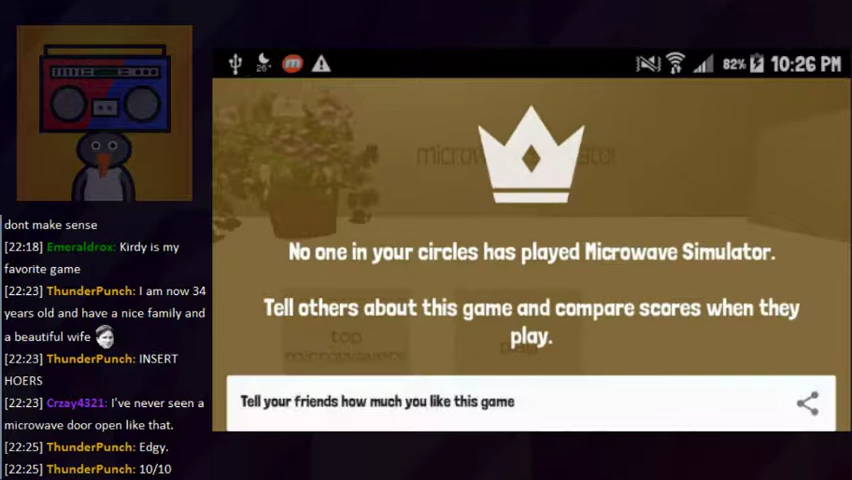 dont make sense
[22:18] Emeraldrox: Kirdy is my
favorite game
[22:23] ThunderPunch: I am now 34
years old and have a nice family and
a beautiful wife
[22:23] ThunderPunch: INSERT
HOERS
[22:23] Crzay4321: I've never seen a
microwave door open like that.
[22:25] ThunderPunch: Edgy.
[22:25] ThunderPunch: 10/10
26°
m
82% 10:26 PM
No one in your circles has played Microwave Simulator.
Tell others about this game and compare scores when they
play.
top
microwavers
Tell your friends how much you like this game